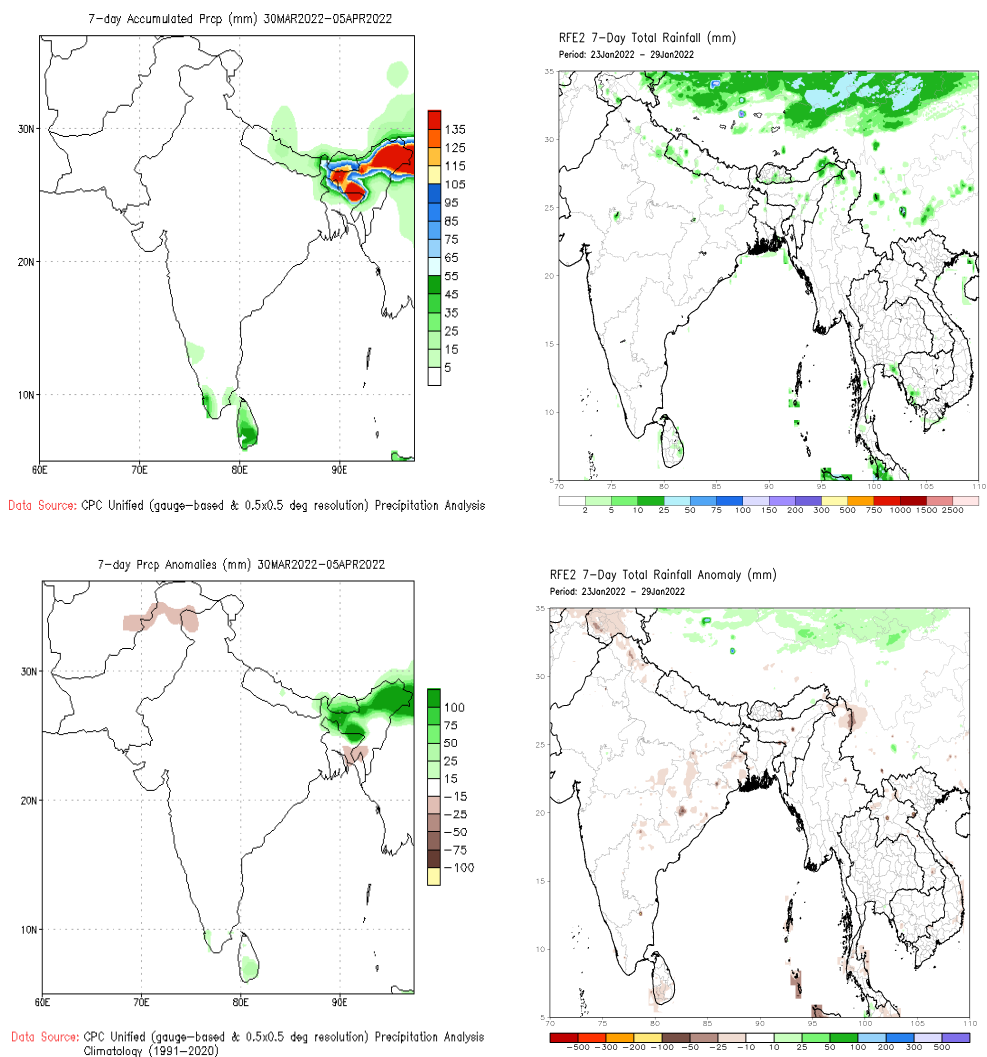 7-day Accumulated Prcp (mm) 30MAR2022-05APR2022
30N
20N
10N
60E 70E 80E 90E
135
125
115
105
95
85
75
65
55
45
35
25
15
5
Data Source: CPC Unified (gauge-based & 0.5x0.5 deg resolution) Precipitation Analysis
RFE2 7-Day Total Rainfall (mm)
Period: 23Jan2022 - 29Jan2022
35
30
25
20
15
10
5
70 75 80 85 90 95 100 105 110
2 5 10 25 50 75 100 150 200 300 500 750 1000 1500 2500
7-day Prcp Anomalies (mm) 30MAR2022-05APR2022
30N
20N
10N
60E 70E 80E 90E
100
75
50
25
15
-15
-25
-50
-75
-100
Data Source: CPC Unified (gauge-based & 0.5x0.5 deg resolution) Precipitation Analysis
Climatology (1991-2020)
RFE2 7-Day Total Rainfall Anomaly (mm)
Period: 23Jan2022 - 29Jan2022
35
30
25
20
15
10
5
70 75 80 85 90 95 100 105 110
-500 -300 -200 -100 -50 -25 -10 10 25 50 100 200 300 500